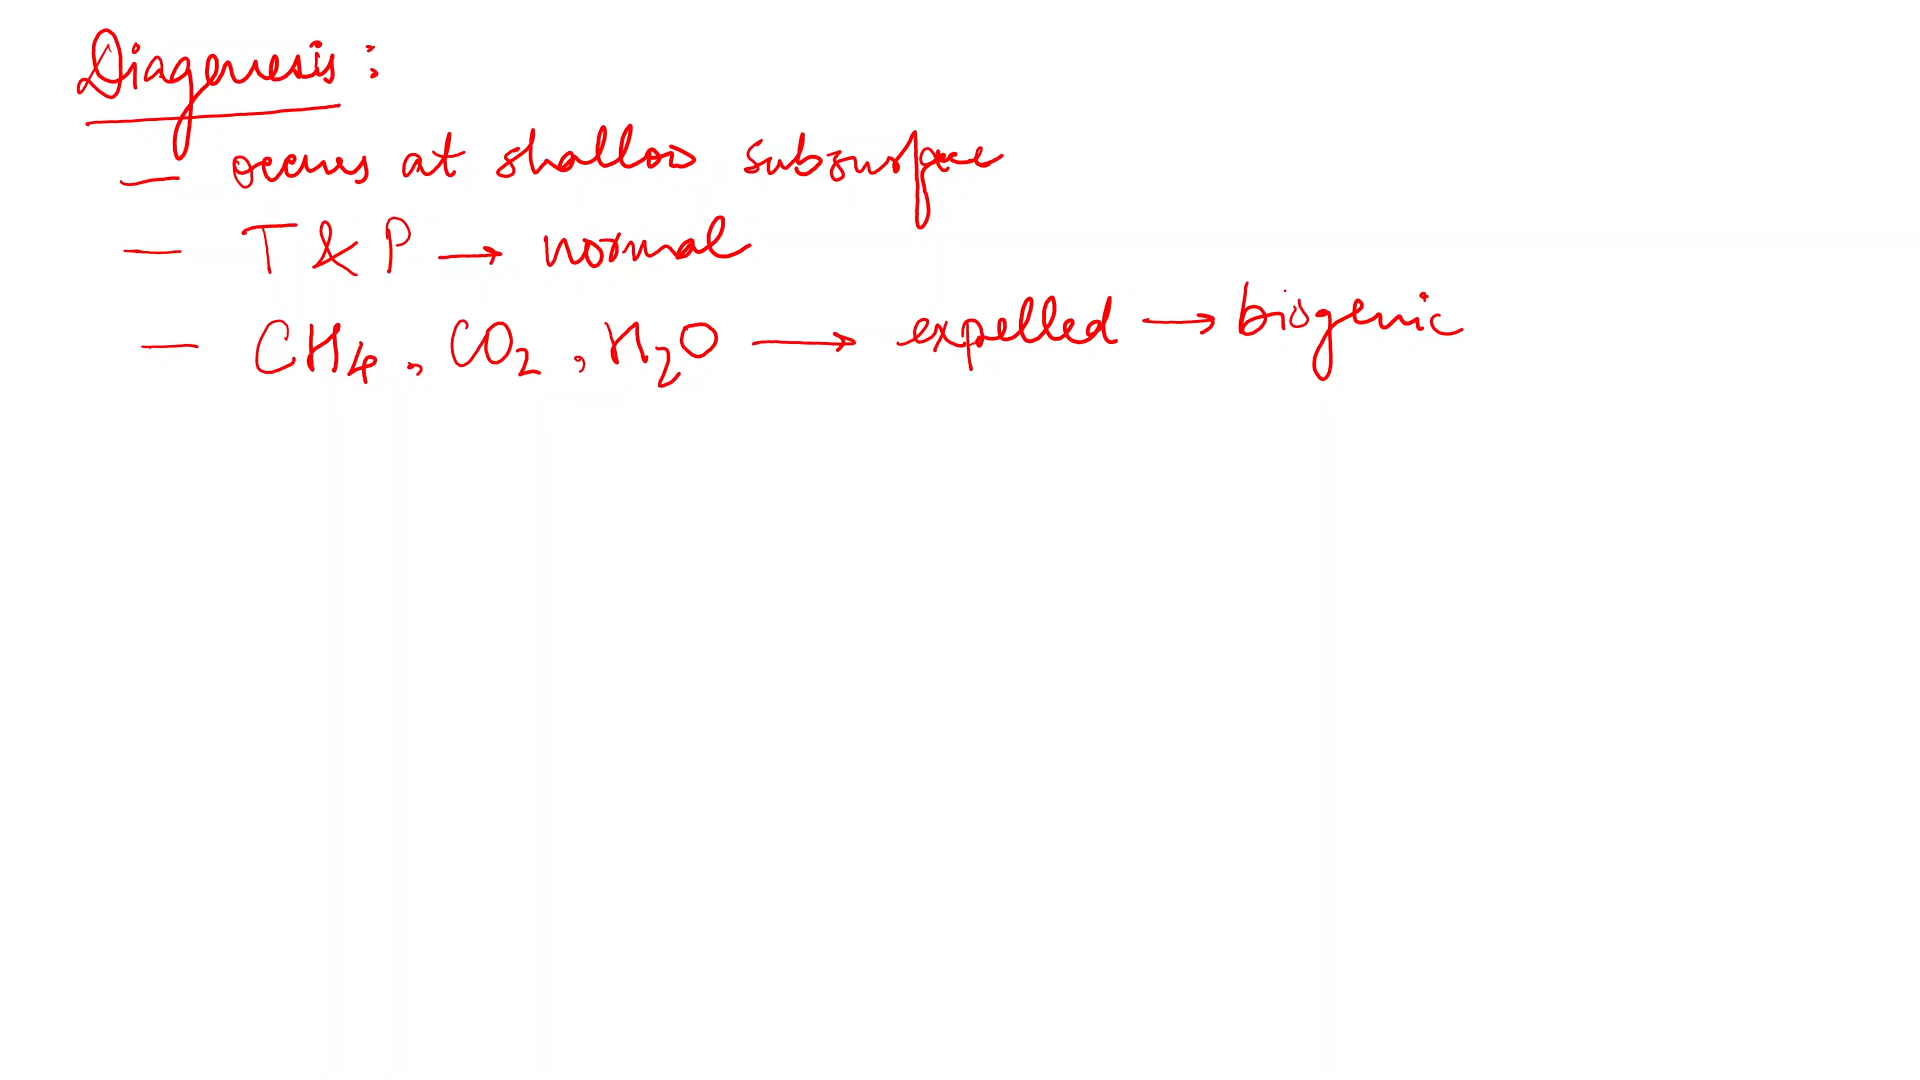 Diagenesis :
— occurs at shallow subsurface
— T & P → normal
— CH₄, CO₂, H₂O → expelled → biogenic